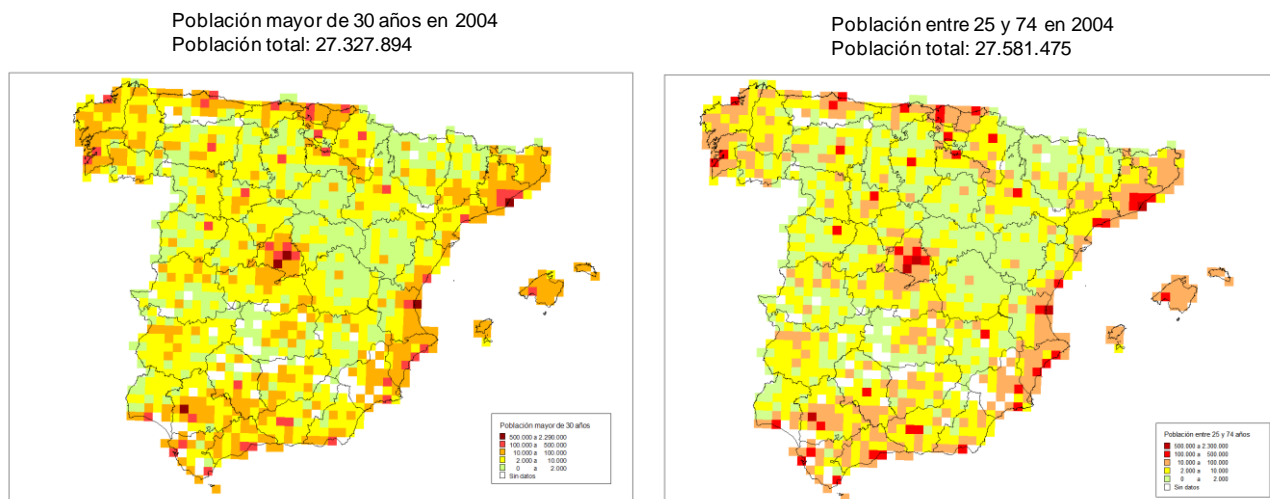 Población mayor de 30 años en 2004
Población total: 27.327.894
Población mayor de 30 años
500.000 a 2.290.000
100.000 a 500.000
10.000 a 100.000
2.000 a 10.000
0 a 2.000
Sin datos
Población entre 25 y 74 en 2004
Población total: 27.581.475
Población entre 25 y 74 años
500.000 a 2.300.000
100.000 a 500.000
10.000 a 100.000
2.000 a 10.000
0 a 2.000
Sin datos